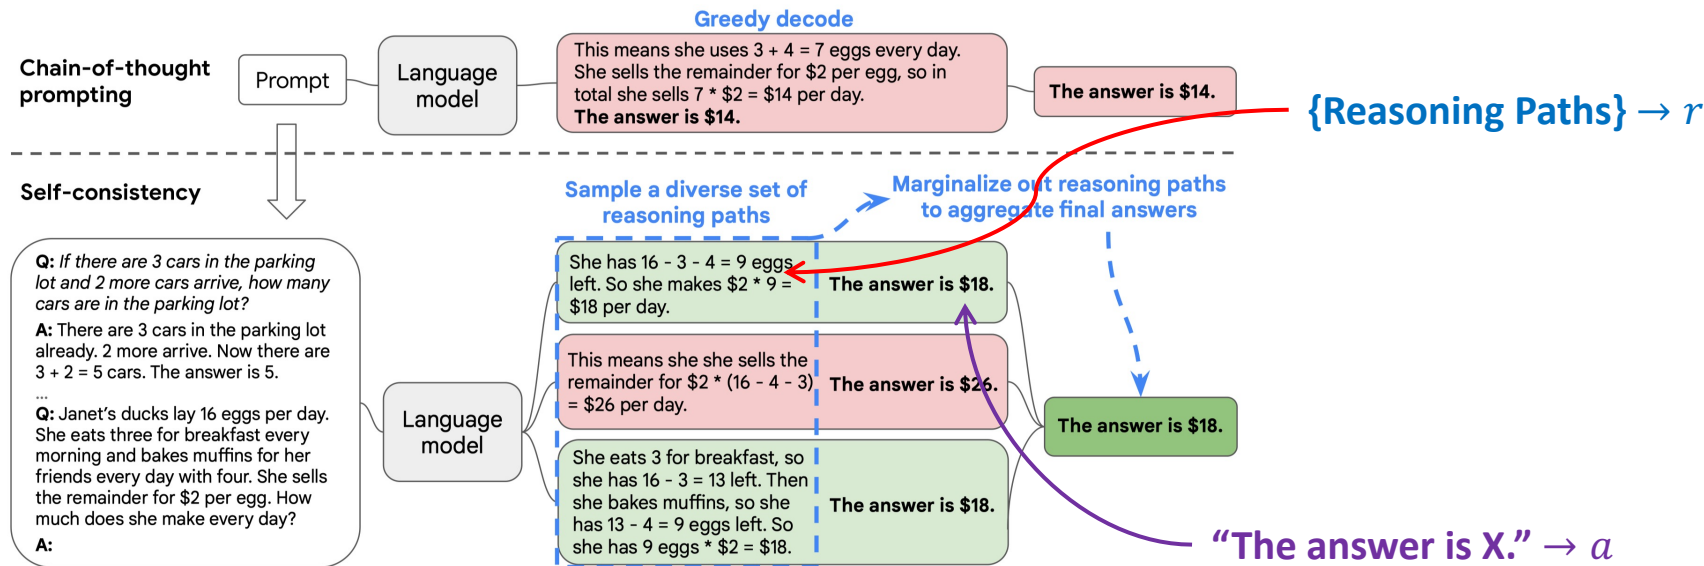 Greedy decode
Chain-of-thought
prompting
Prompt
Language
model
This means she uses 3 + 4 = 7 eggs every day.
She sells the remainder for $2 per egg, so in
total she sells 7 * $2 = $14 per day.
The answer is $14.
The answer is $14.
{Reasoning Paths} → r
Self-consistency
Sample a diverse set of
reasoning paths
Marginalize out reasoning paths
to aggregate final answers
Q: If there are 3 cars in the parking
lot and 2 more cars arrive, how many
cars are in the parking lot?
A: There are 3 cars in the parking lot
already. 2 more arrive. Now there are
3 + 2 = 5 cars. The answer is 5.
...
Q: Janet's ducks lay 16 eggs per day.
She eats three for breakfast every
morning and bakes muffins for her
friends every day with four. She sells
the remainder for $2 per egg. How
much does she make every day?
A:
Language
model
She has 16 - 3 - 4 = 9 eggs
left. So she makes $2 * 9 =
$18 per day.
The answer is $18.
This means she she sells the
remainder for $2 * (16 - 4 - 3)
= $26 per day.
The answer is $26.
She eats 3 for breakfast, so
she has 16 - 3 = 13 left. Then
she bakes muffins, so she
has 13 - 4 = 9 eggs left. So
she has 9 eggs * $2 = $18.
The answer is $18.
The answer is $18.
“The answer is X.” → a